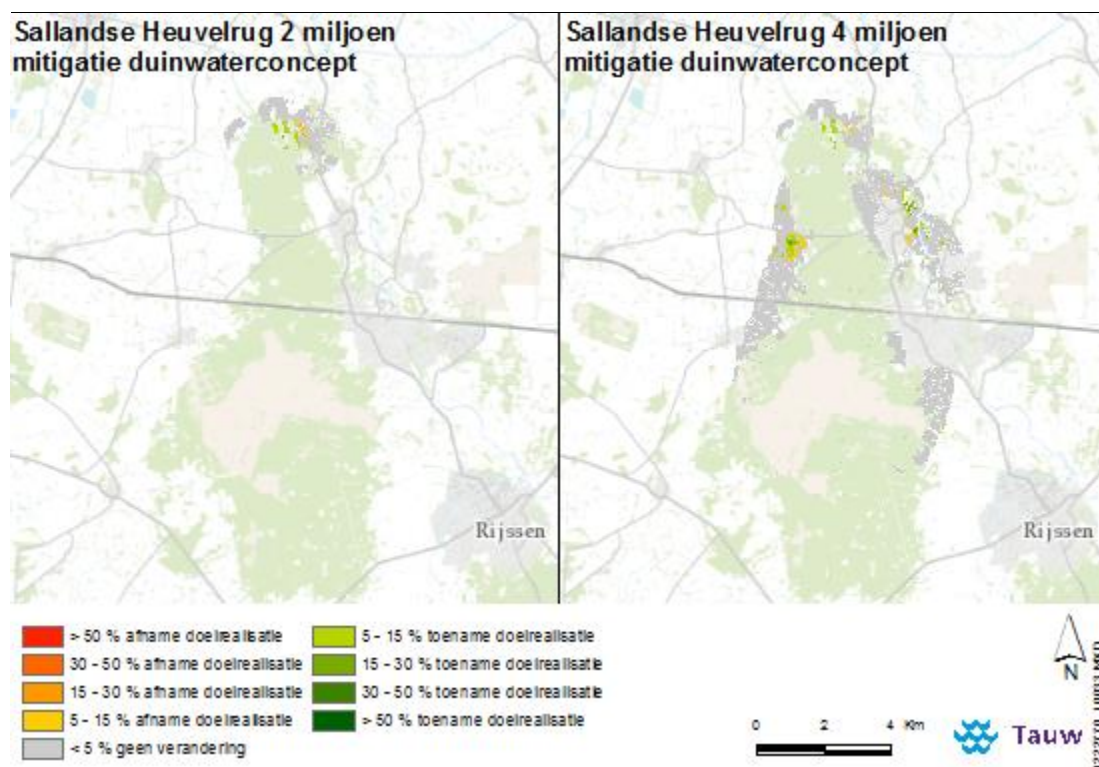 Sallandse Heuvelrug 2 miljoen
mitigatie duinwaterconcept
Sallandse Heuvelrug 4 miljoen
mitigatie duinwaterconcept
Rijssen
Rijssen
> 50 % afname doelrealisatie
30 - 50 % afname doelrealisatie
15 - 30 % afname doelrealisatie
5 - 15 % afname doelrealisatie
< 5 % geen verandering
5 - 15 % toename doelrealisatie
15 - 30 % toename doelrealisatie
30 - 50 % toename doelrealisatie
> 50 % toename doelrealisatie
0 2 4 Km
N
Tauw